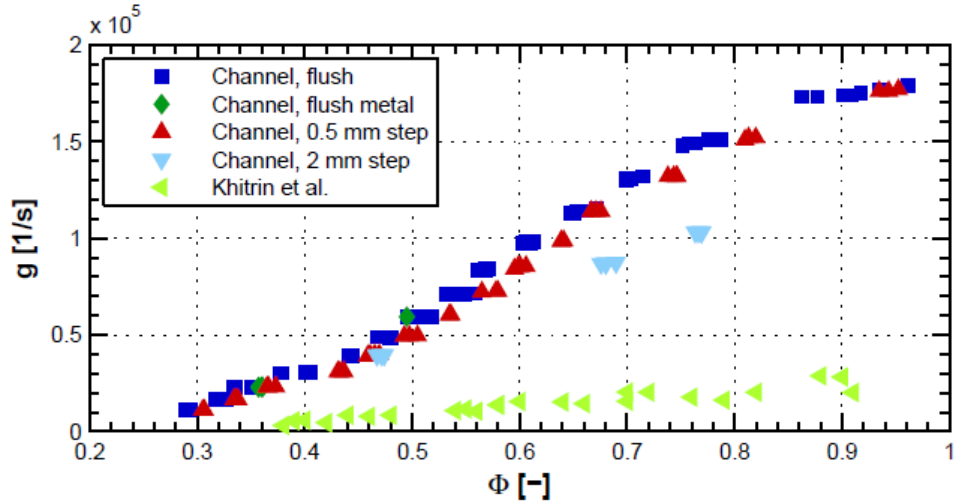 x 10^5
2
1.5
1
0.5
0
g [1/s]
Channel, flush
Channel, flush metal
Channel, 0.5 mm step
Channel, 2 mm step
Khitrin et al.
0.2 0.3 0.4 0.5 0.6 0.7 0.8 0.9 1
Φ [−]